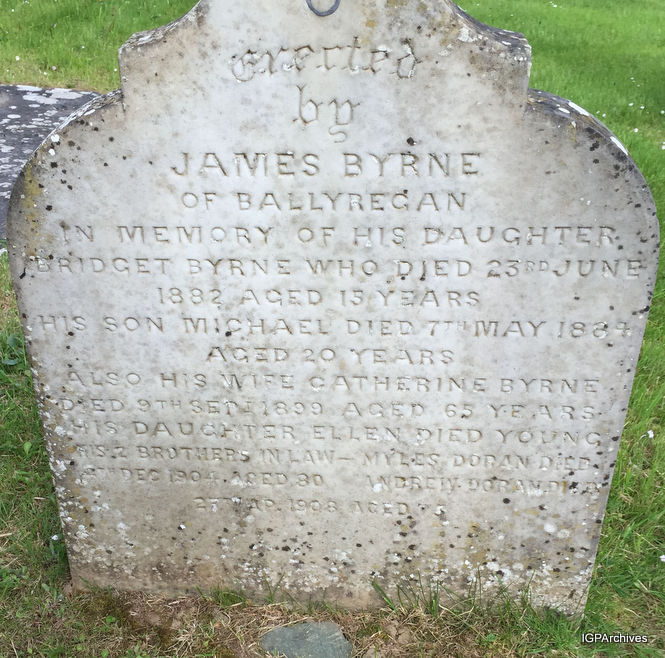 Erected
by
JAMES BYRNE
OF BALLYREGAN
IN MEMORY OF HIS DAUGHTER
BRIDGET BYRNE WHO DIED 23RD JUNE
1882 AGED 15 YEARS
HIS SON MICHAEL DIED 7TH MAY 1884
AGED 20 YEARS
ALSO HIS WIFE CATHERINE BYRNE
DIED 9TH SEPT 1899 AGED 65 YEARS
HIS DAUGHTER ELLEN DIED YOUNG
HIS 2 BROTHERS IN LAW - MYLES DORAN DIED
DEC 1904 AGED 80 ANDREW DORAN DIED
27TH AP. 1908 AGED
IGPArchives